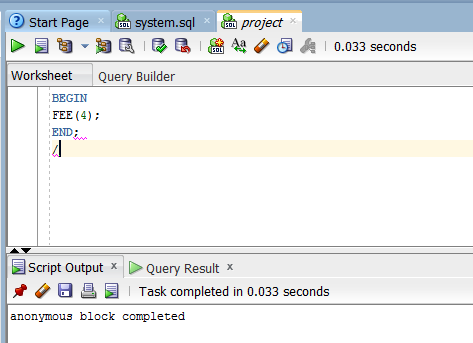 Start Page system.sql project
0.033 seconds
Worksheet Query Builder
BEGIN
FEE(4);
END;
/
Script Output x Query Result x
Task completed in 0.033 seconds
anonymous block completed